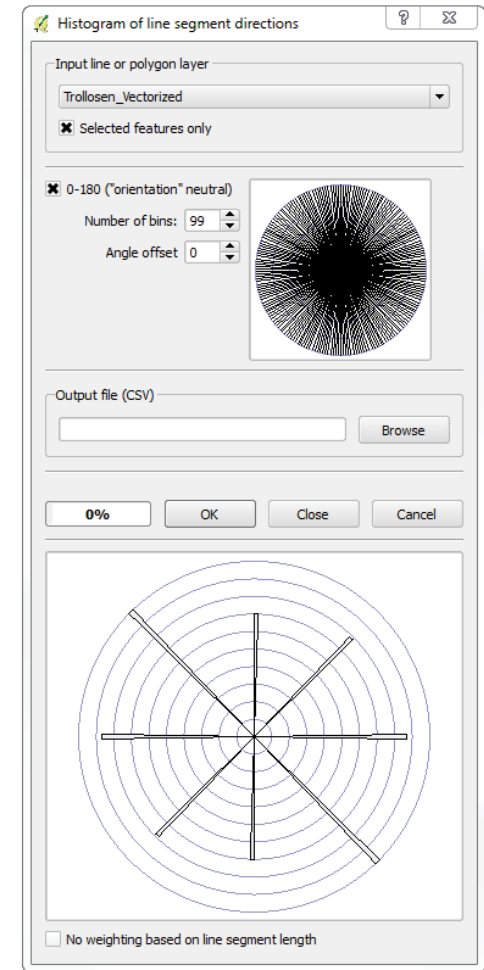 Histogram of line segment directions
Input line or polygon layer
Trollosen_Vectorized
Selected features only
0-180 ("orientation" neutral)
Number of bins: 99
Angle offset 0
Output file (CSV)
Browse
0% OK Close Cancel
No weighting based on line segment length